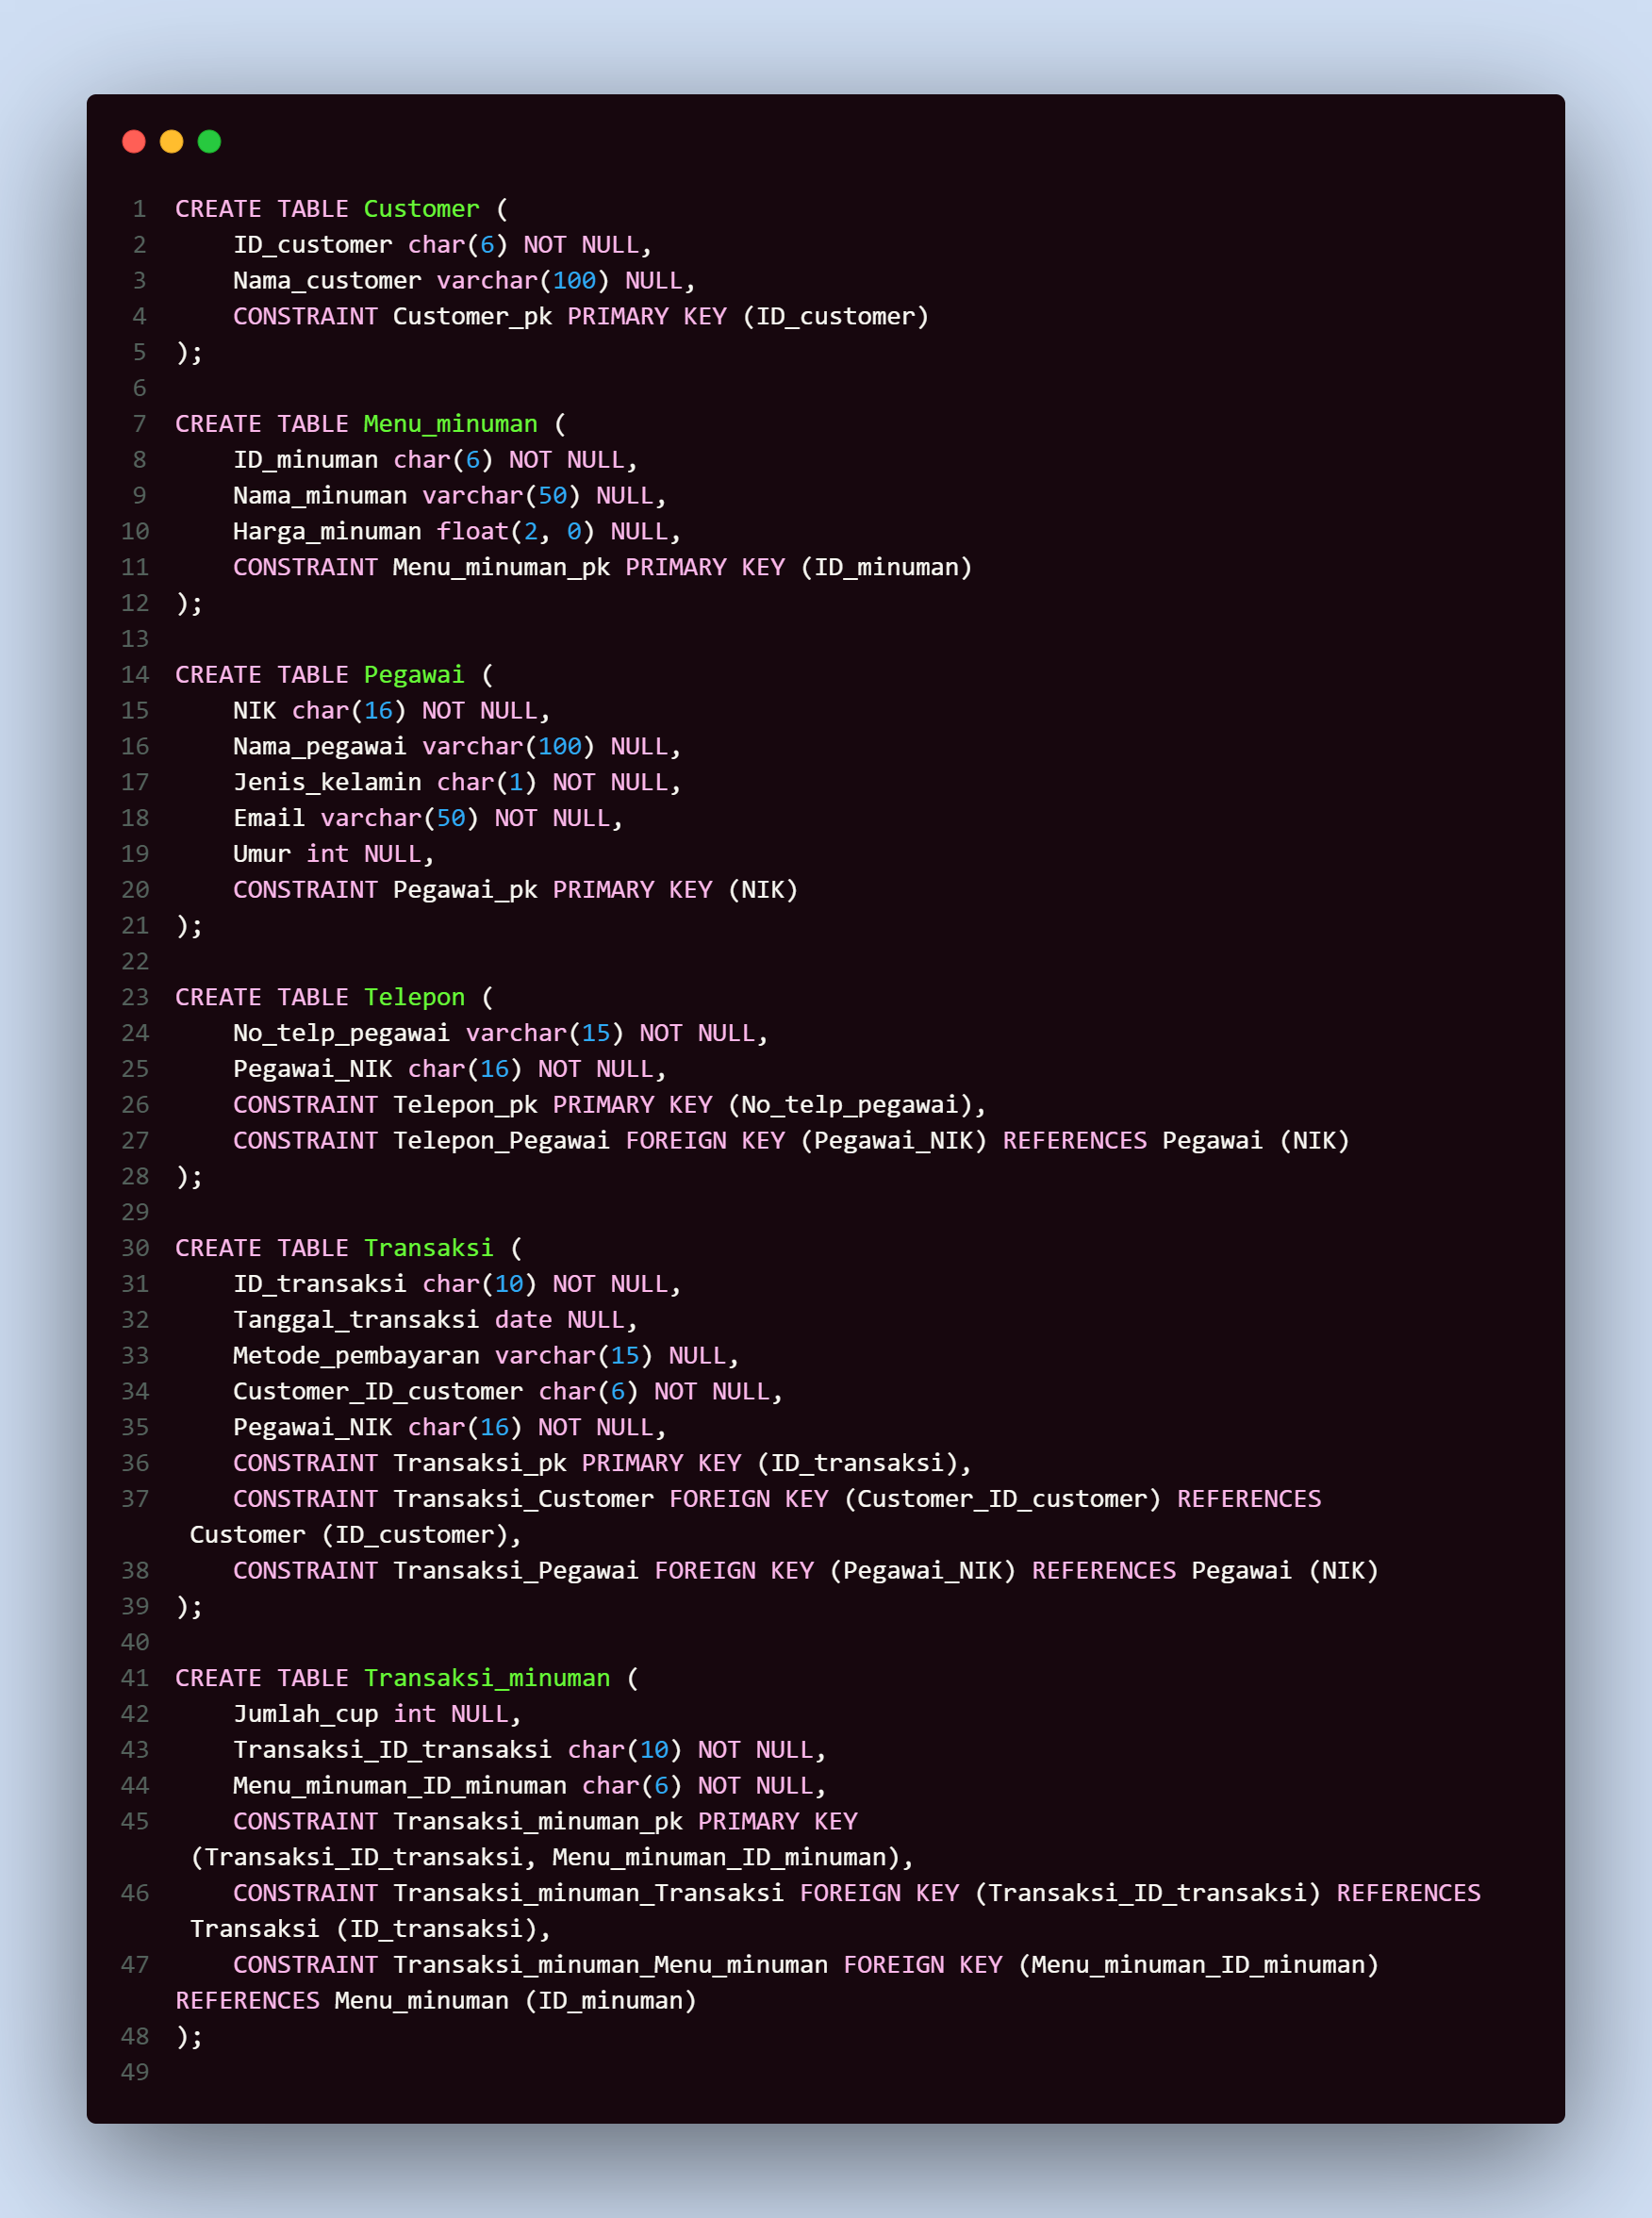 1 CREATE TABLE Customer (
2     ID_customer char(6) NOT NULL,
3     Nama_customer varchar(100) NULL,
4     CONSTRAINT Customer_pk PRIMARY KEY (ID_customer)
5 );
6
7 CREATE TABLE Menu_minuman (
8     ID_minuman char(6) NOT NULL,
9     Nama_minuman varchar(50) NULL,
10     Harga_minuman float(2, 0) NULL,
11     CONSTRAINT Menu_minuman_pk PRIMARY KEY (ID_minuman)
12 );
13
14 CREATE TABLE Pegawai (
15     NIK char(16) NOT NULL,
16     Nama_pegawai varchar(100) NULL,
17     Jenis_kelamin char(1) NOT NULL,
18     Email varchar(50) NOT NULL,
19     Umur int NULL,
20     CONSTRAINT Pegawai_pk PRIMARY KEY (NIK)
21 );
22
23 CREATE TABLE Telepon (
24     No_telp_pegawai varchar(15) NOT NULL,
25     Pegawai_NIK char(16) NOT NULL,
26     CONSTRAINT Telepon_pk PRIMARY KEY (No_telp_pegawai),
27     CONSTRAINT Telepon_Pegawai FOREIGN KEY (Pegawai_NIK) REFERENCES Pegawai (NIK)
28 );
29
30 CREATE TABLE Transaksi (
31     ID_transaksi char(10) NOT NULL,
32     Tanggal_transaksi date NULL,
33     Metode_pembayaran varchar(15) NULL,
34     Customer_ID_customer char(6) NOT NULL,
35     Pegawai_NIK char(16) NOT NULL,
36     CONSTRAINT Transaksi_pk PRIMARY KEY (ID_transaksi),
37     CONSTRAINT Transaksi_Customer FOREIGN KEY (Customer_ID_customer) REFERENCES
Customer (ID_customer),
38     CONSTRAINT Transaksi_Pegawai FOREIGN KEY (Pegawai_NIK) REFERENCES Pegawai (NIK)
39 );
40
41 CREATE TABLE Transaksi_minuman (
42     Jumlah_cup int NULL,
43     Transaksi_ID_transaksi char(10) NOT NULL,
44     Menu_minuman_ID_minuman char(6) NOT NULL,
45     CONSTRAINT Transaksi_minuman_pk PRIMARY KEY
(Transaksi_ID_transaksi, Menu_minuman_ID_minuman),
46     CONSTRAINT Transaksi_minuman_Transaksi FOREIGN KEY (Transaksi_ID_transaksi) REFERENCES
Transaksi (ID_transaksi),
47     CONSTRAINT Transaksi_minuman_Menu_minuman FOREIGN KEY (Menu_minuman_ID_minuman)
REFERENCES Menu_minuman (ID_minuman)
48 );
49